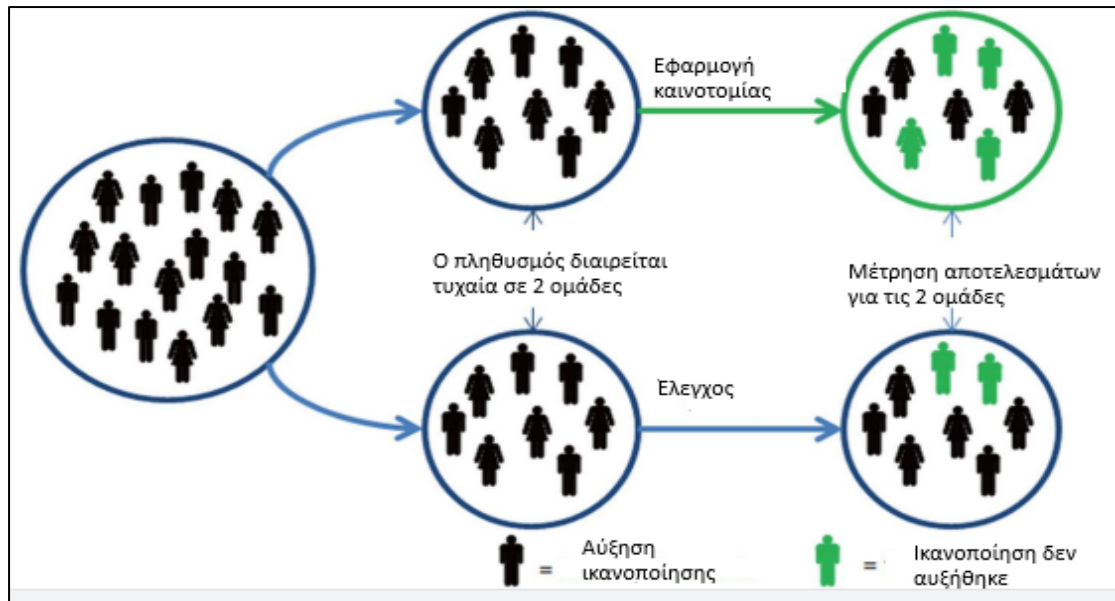 Εφαρμογή
καινοτομίας
Ο πληθυσμός διαιρείται
τυχαία σε 2 ομάδες
Μέτρηση αποτελεσμάτων
για τις 2 ομάδες
Έλεγχος
= Αύξηση
ικανοποίησης
= Ικανοποίηση δεν
αυξήθηκε